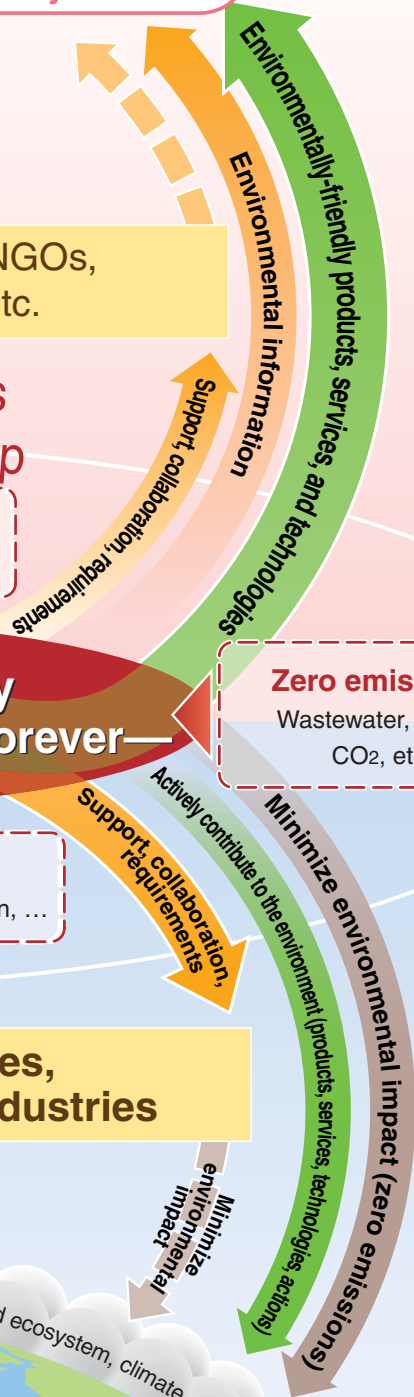 Environmentally-friendly products, services, and technologies
Environmental information
NGOs,
tc.
Support, collaboration, requirements
s
p
y
orever—
Zero emis
Wastewater,
CO2, et
Actively contribute to the environment (products, services, technologies, actions)
Minimize environmental impact (zero emissions)
Support, collaboration,
requirements
n, …
es,
dustries
Minimize
environmental
impact
d ecosystem, climate